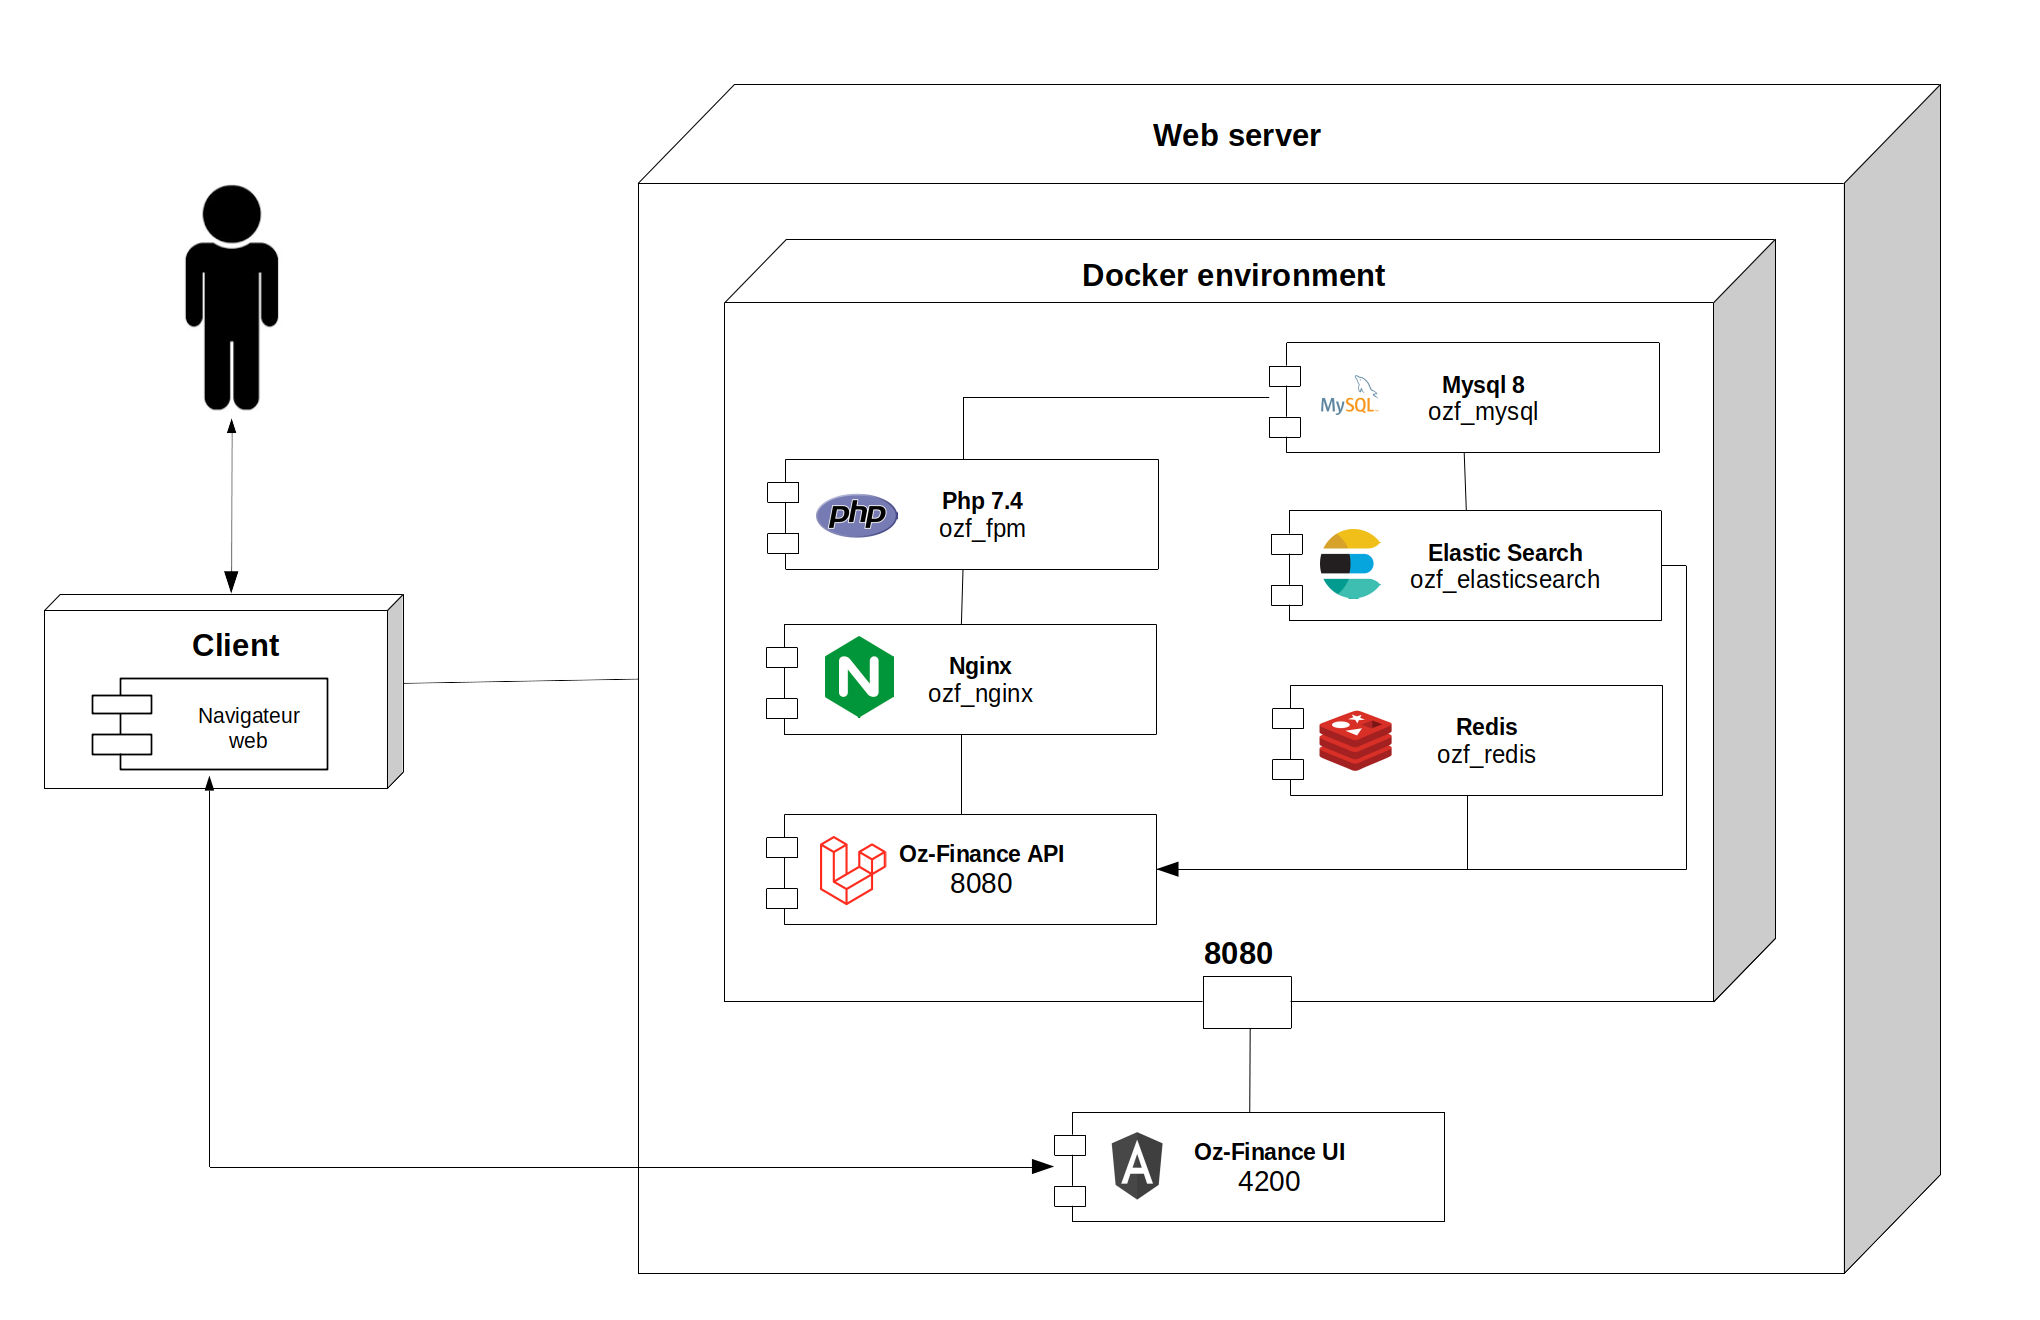 Web server
Docker environment
MySQL
Mysql 8
ozf_mysql
php
Php 7.4
ozf_fpm
Elastic Search
ozf_elasticsearch
Client
Navigateur
web
N
Nginx
ozf_nginx
Redis
ozf_redis
Oz-Finance API
8080
8080
A
Oz-Finance UI
4200